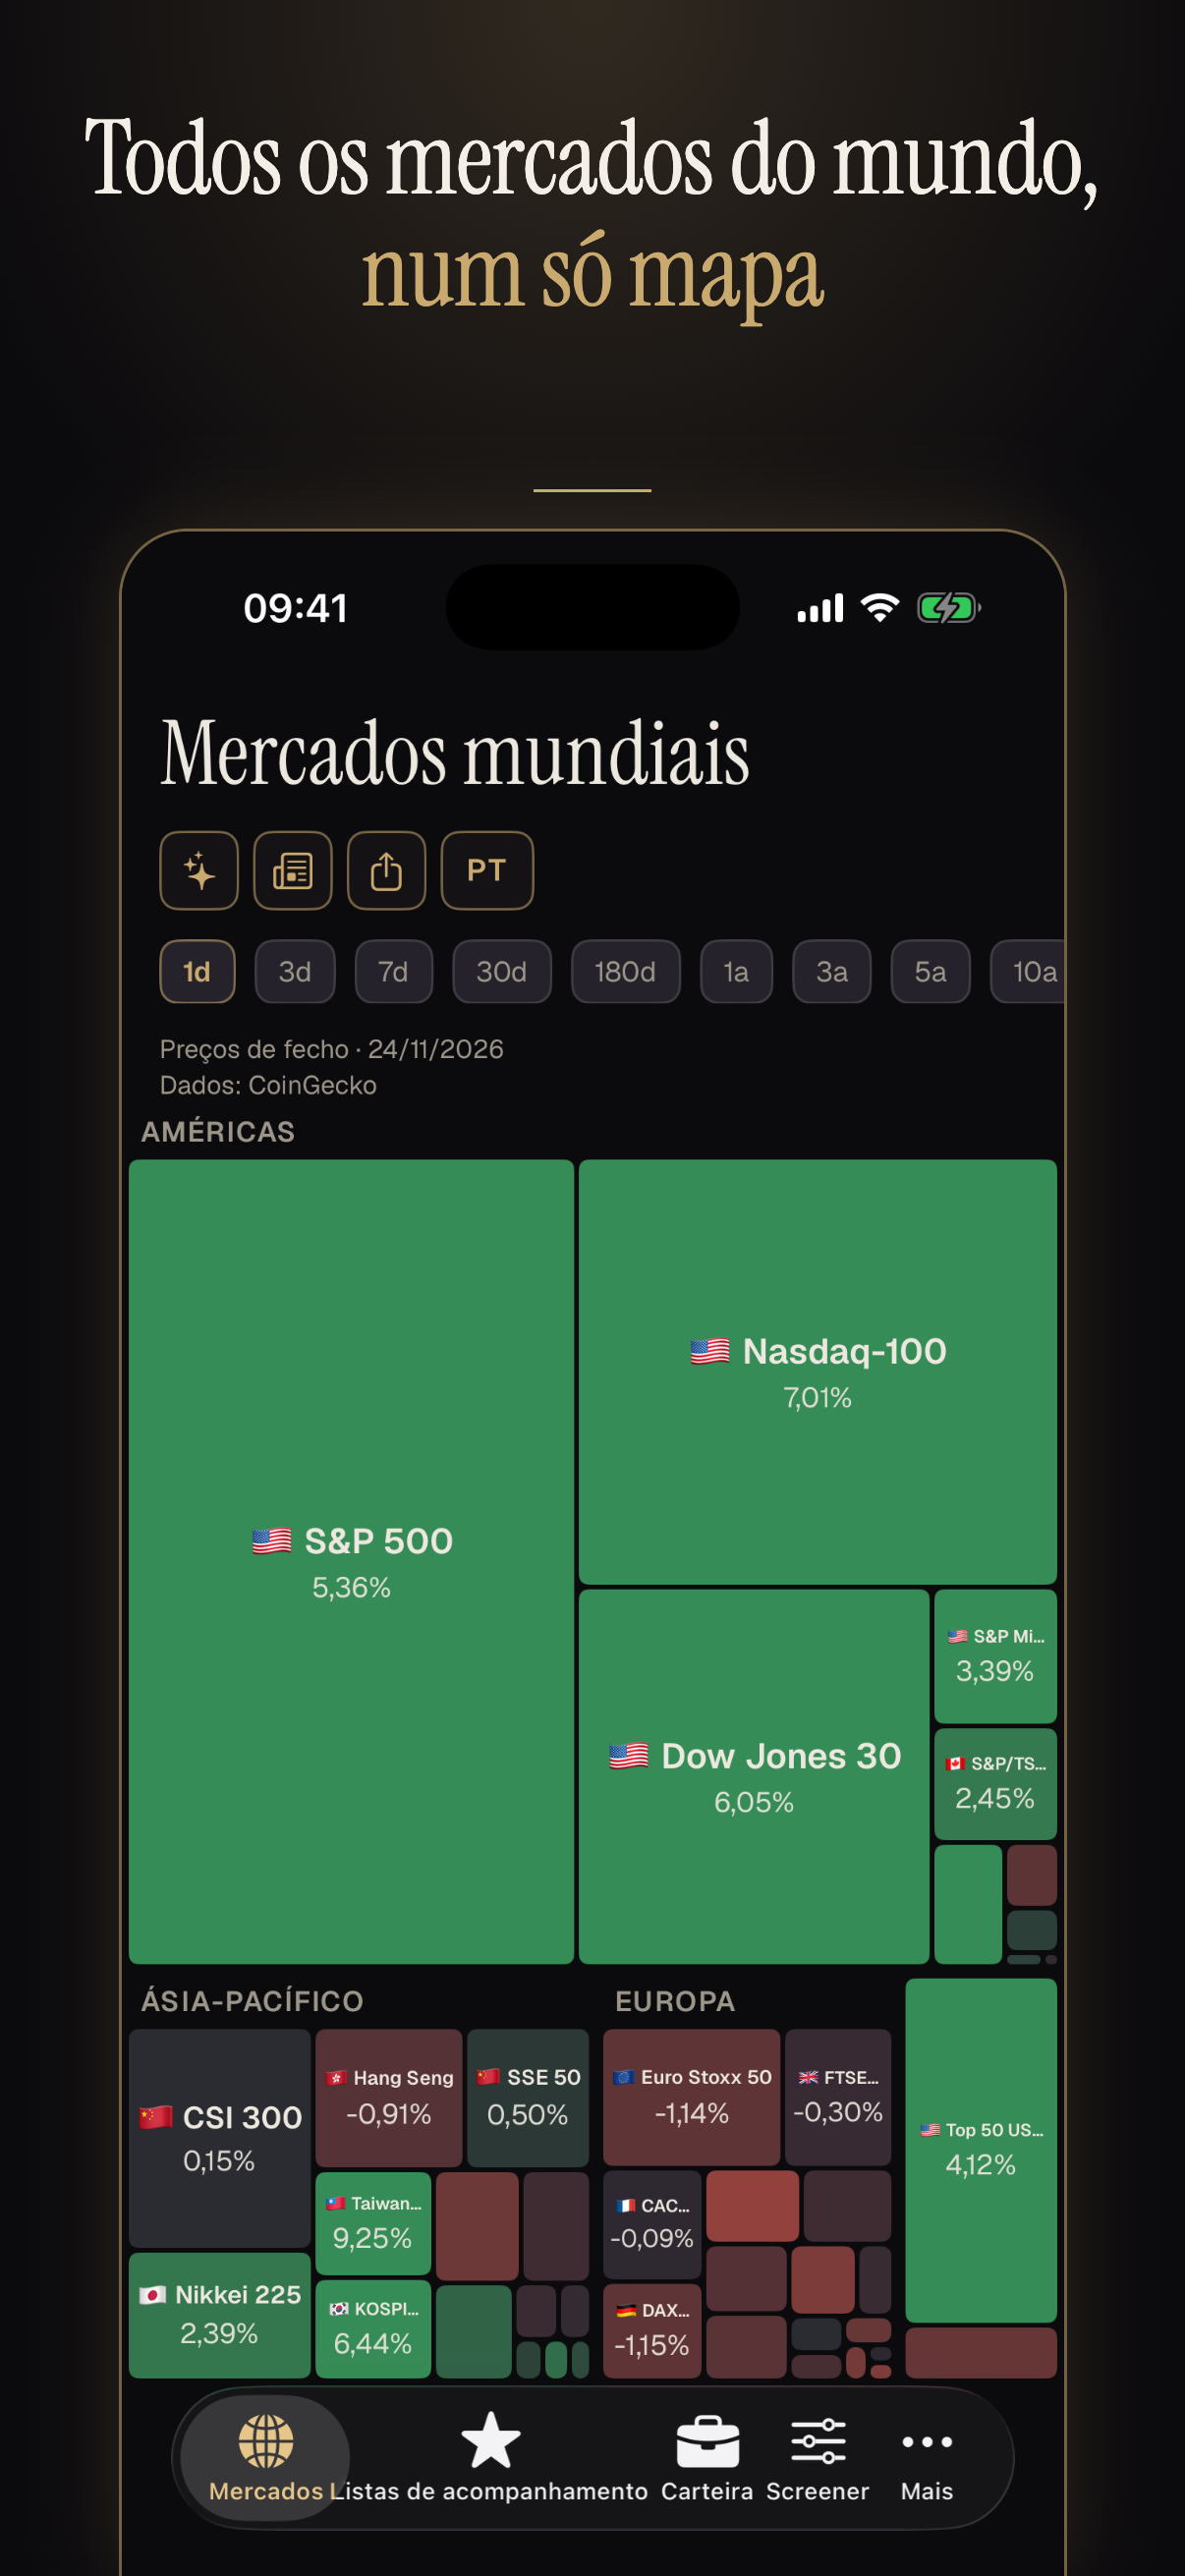 Todos os mercados do mundo,
num só mapa
09:41
Mercados mundiais
PT
1d 3d 7d 30d 180d 1a 3a 5a 10a
Preços de fecho · 24/11/2026
Dados: CoinGecko
AMÉRICAS
S&P 500
5,36%
Nasdaq-100
7,01%
Dow Jones 30
6,05%
S&P Mi...
3,39%
S&P/TS...
2,45%
ÁSIA-PACÍFICO
CSI 300
0,15%
Hang Seng
-0,91%
SSE 50
0,50%
Taiwan...
9,25%
Nikkei 225
2,39%
KOSPI...
6,44%
EUROPA
Euro Stoxx 50
-1,14%
FTSE...
-0,30%
CAC...
-0,09%
DAX...
-1,15%
Top 50 US...
4,12%
Mercados Listas de acompanhamento Carteira Screener Mais